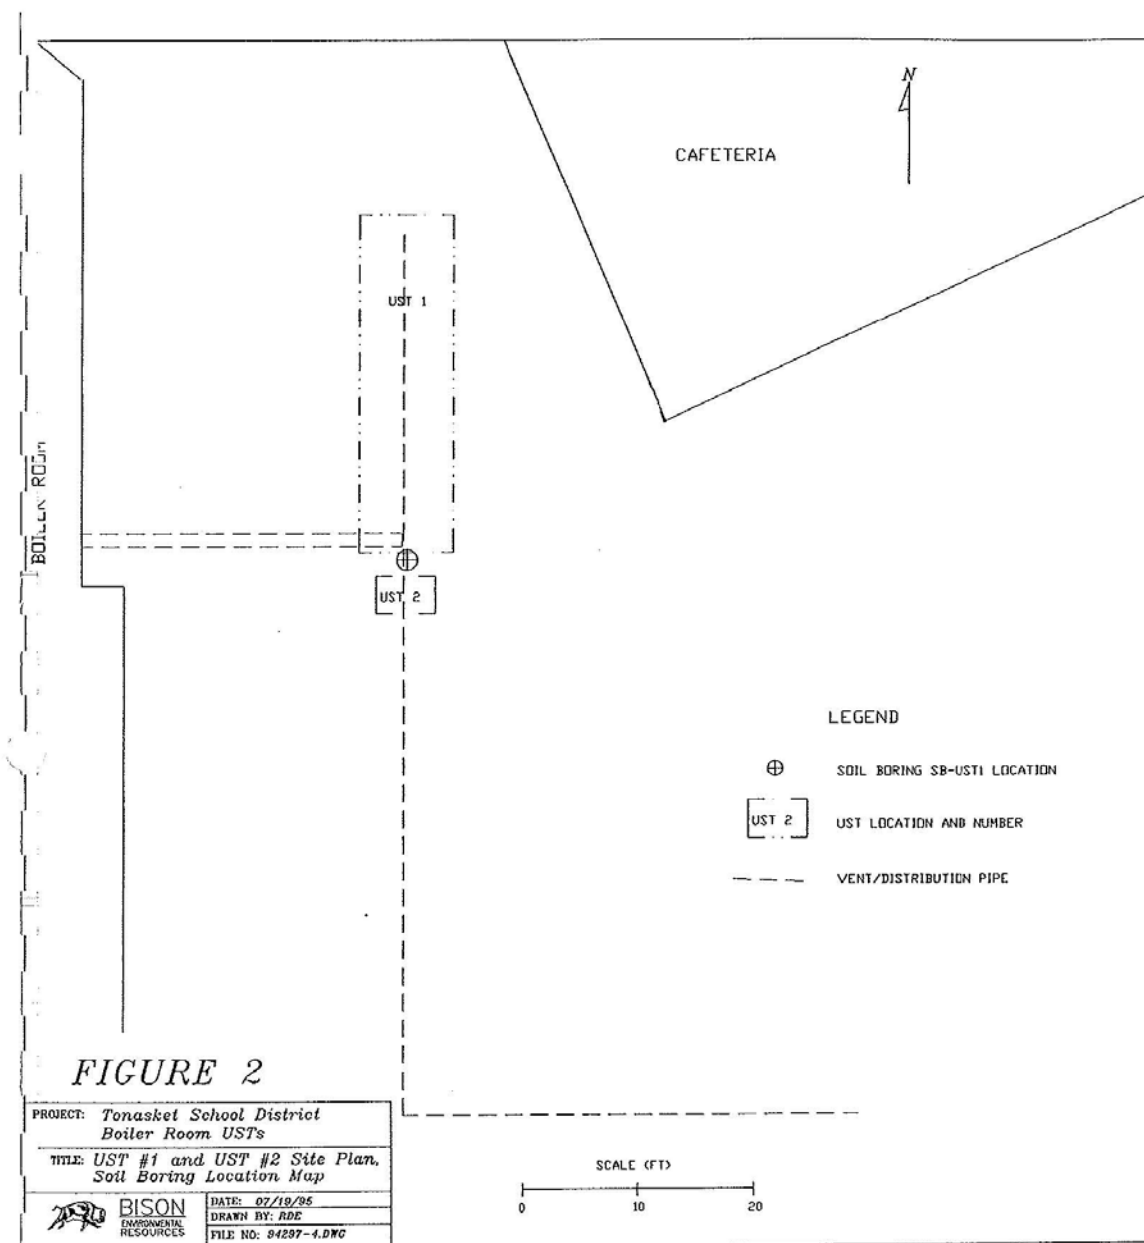 N
CAFETERIA
UST 1
BOILER ROOM
UST 2
LEGEND
SOIL BORING SB-UST1 LOCATION
UST 2
UST LOCATION AND NUMBER
VENT/DISTRIBUTION PIPE
FIGURE 2
PROJECT: Tonasket School District
Boiler Room USTs
TITLE: UST #1 and UST #2 Site Plan,
Soil Boring Location Map
BISON
ENVIRONMENTAL
RESOURCES
DATE: 07/19/95
DRAWN BY: RDE
FILE NO: 94297-4.DWG
SCALE (FT)
0 10 20